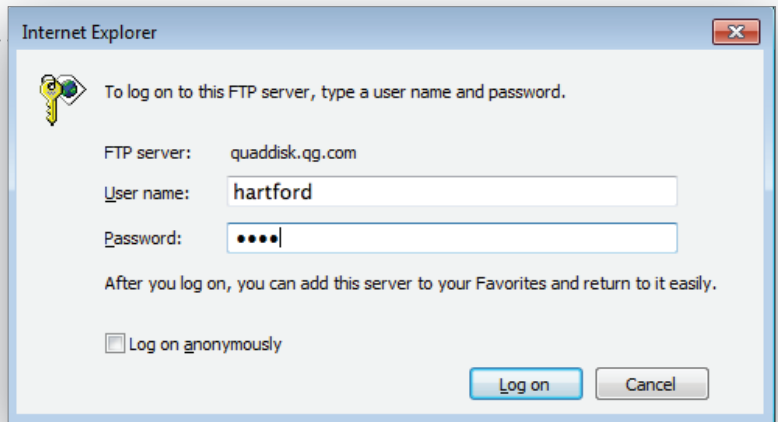 Internet Explorer
To log on to this FTP server, type a user name and password.
FTP server: quaddisk.qg.com
User name: hartford
Password: ••••
After you log on, you can add this server to your Favorites and return to it easily.
Log on anonymously
Log on Cancel